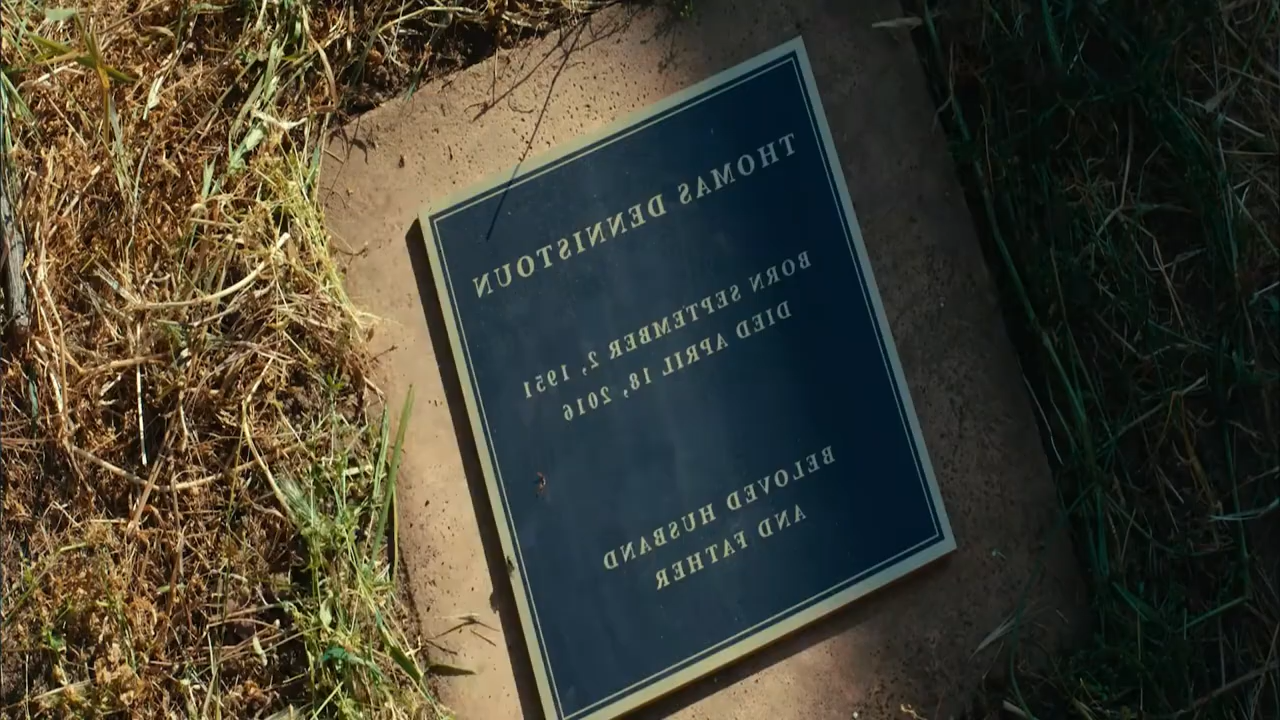 THOMAS DENNISTOUN
BORN SEPTEMBER 2, 1951
DIED APRIL 18, 2016
BELOVED HUSBAND
AND FATHER